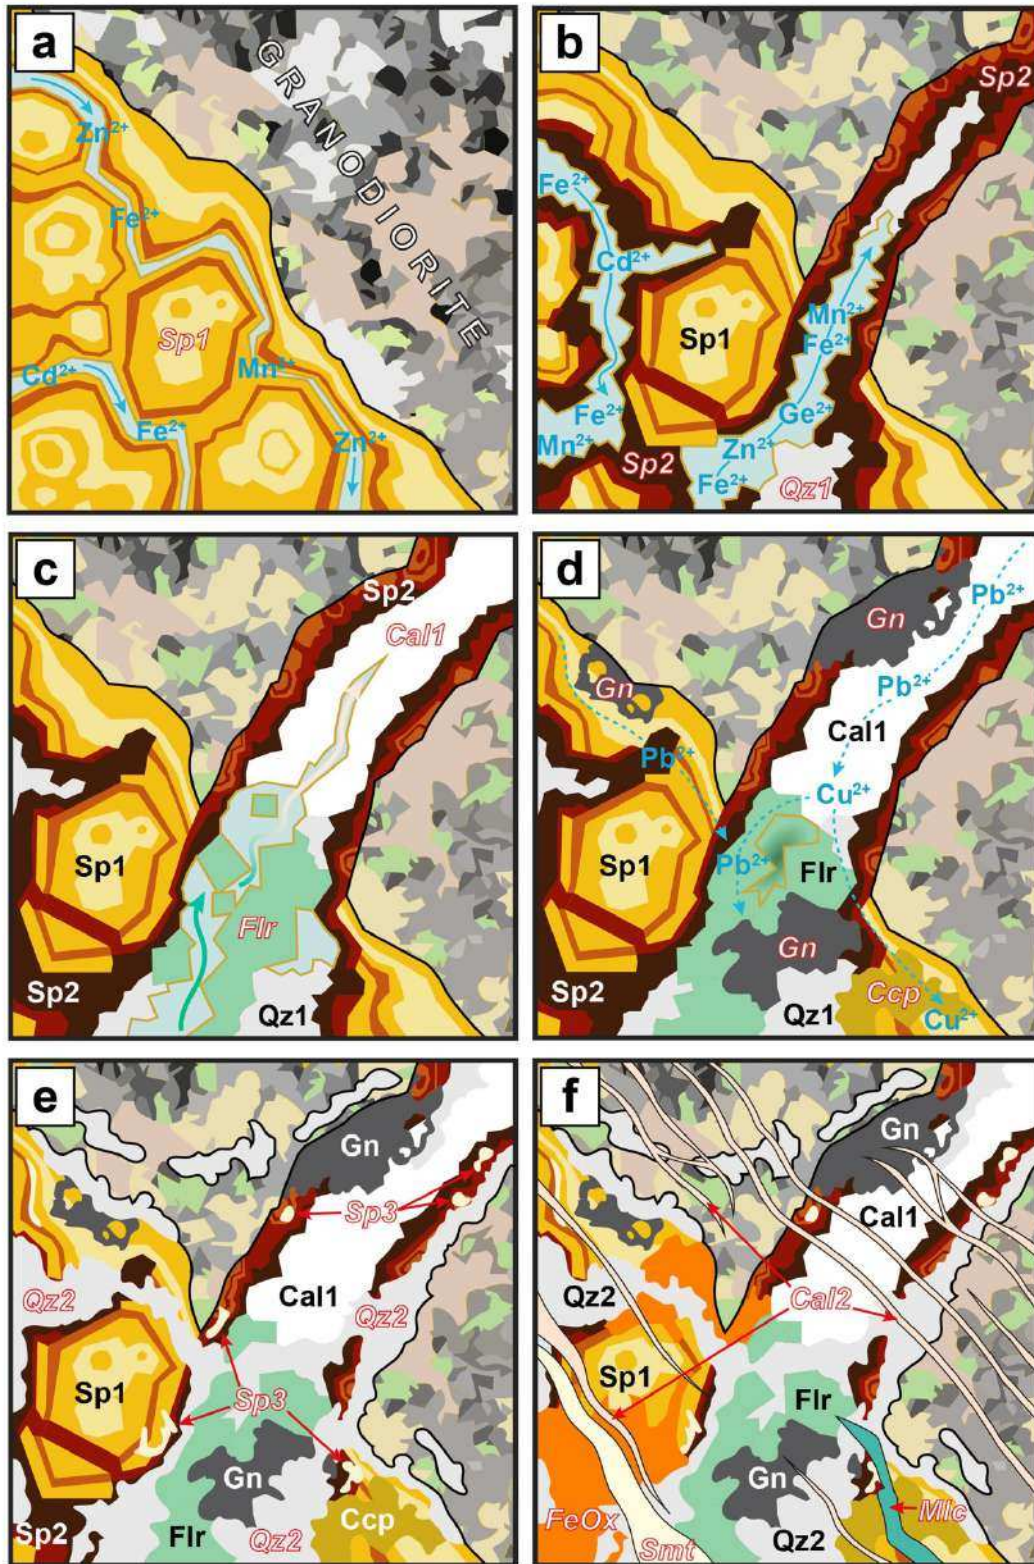 a
GRANODIORITE
Zn²⁺
Fe²⁺
Sp1
Mn²⁺
Cd²⁺
Fe²⁺
Zn²⁺
b
Sp2
Fe²⁺
Cd²⁺
Sp1
Mn²⁺
Fe²⁺
Fe²⁺
Ge²⁺
Mn²⁺
Zn²⁺
Sp2
Fe²⁺
Qz1
c
Sp2
Cal1
Sp1
Flr
Sp2
Qz1
d
Pb²⁺
Gn
Gn
Pb²⁺
Cal1
Pb²⁺
Cu²⁺
Sp1
Pb²⁺
Flr
Gn
Sp2
Ccp
Qz1
Cu²⁺
e
Gn
Sp3
Qz2
Cal1
Qz2
Sp1
Sp3
Gn
Ccp
Sp2
Flr
Qz2
f
Gn
Cal1
Qz2
Cal2
Sp1
Flr
Gn
FeOx
Mlc
Smt
Qz2